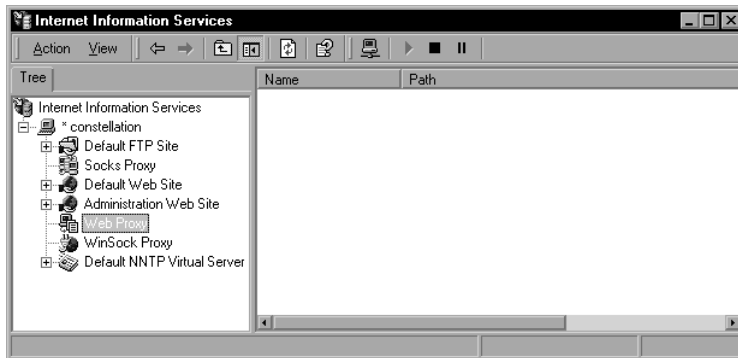 Internet Information Services
Action View
Tree
Name Path
Internet Information Services
* constellation
Default FTP Site
Socks Proxy
Default Web Site
Administration Web Site
Web Proxy
WinSock Proxy
Default NNTP Virtual Server